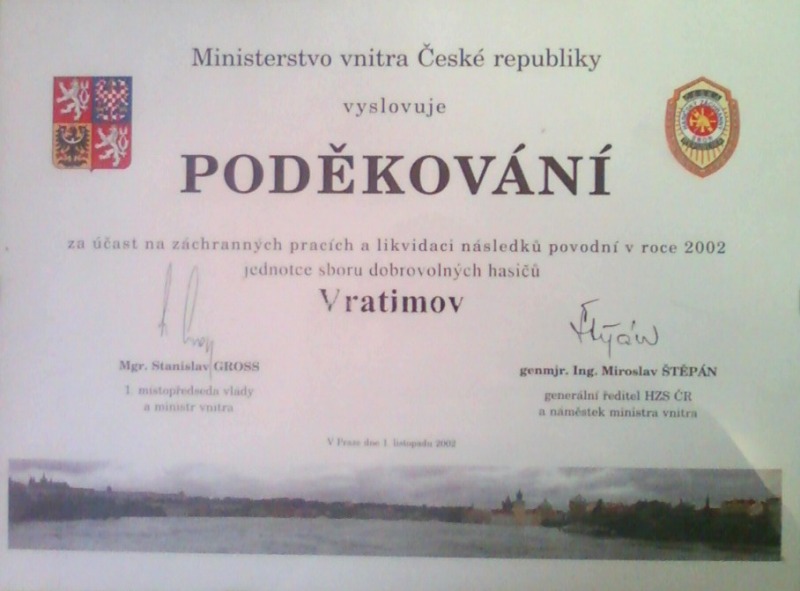 Ministerstvo vnitra České republiky
vyslovuje
PODĚKOVÁNÍ
za účast na záchranných pracích a likvidaci následků povodní v roce 2002
jednotce sboru dobrovolných hasičů
Vratimov
Mgr. Stanislav GROSS
1. místopředseda vlády
a ministr vnitra
genmjr. Ing. Miroslav ŠTĚPÁN
generální ředitel HZS ČR
a náměstek ministra vnitra
V Praze dne 1. listopadu 2002